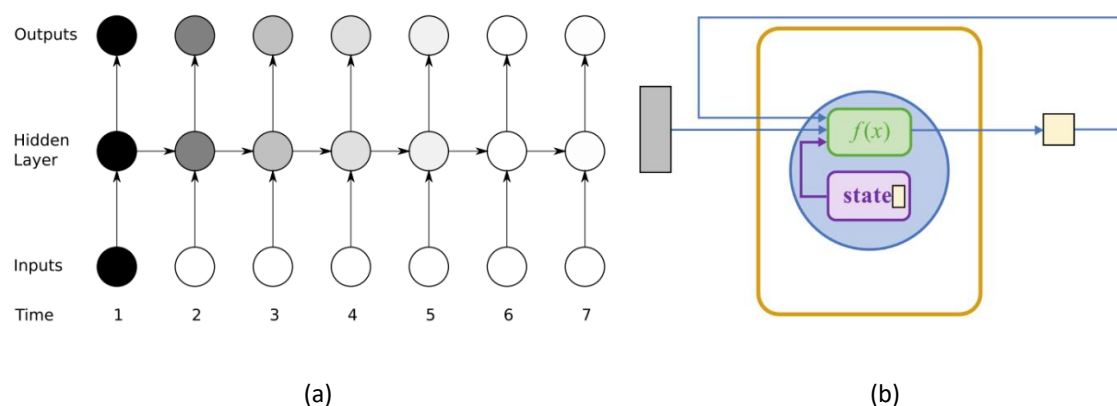 Outputs
Hidden
Layer
Inputs
Time 1 2 3 4 5 6 7
f(x)
state
(a) (b)